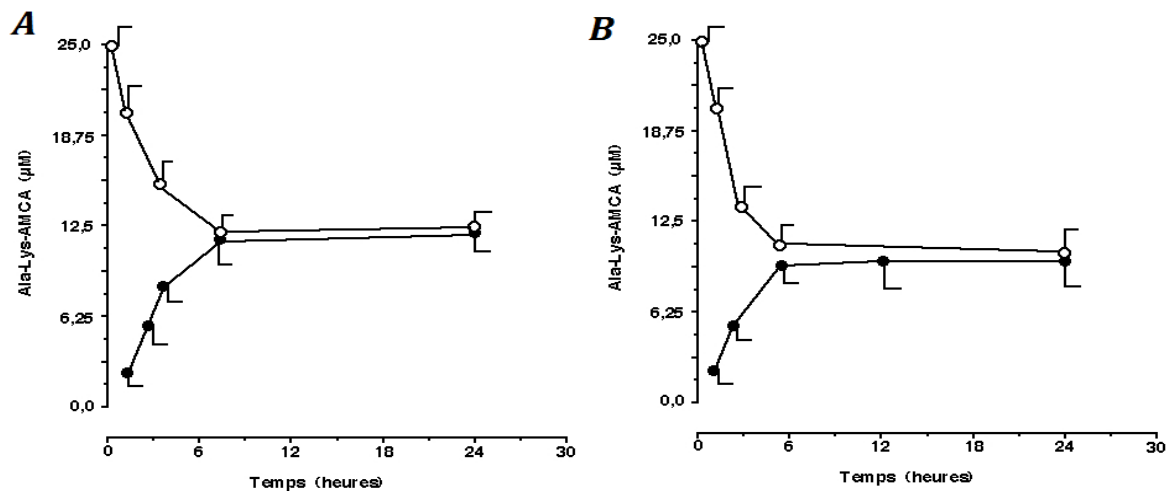 A
25,0
18,75
12,5
6,25
0,0
Ala-Lys-AMCA (µM)
0 6 12 18 24 30
Temps (heures)
B
25,0
18,75
12,5
6,25
0,0
Ala-Lys-AMCA (µM)
0 6 12 18 24 30
Temps (heures)